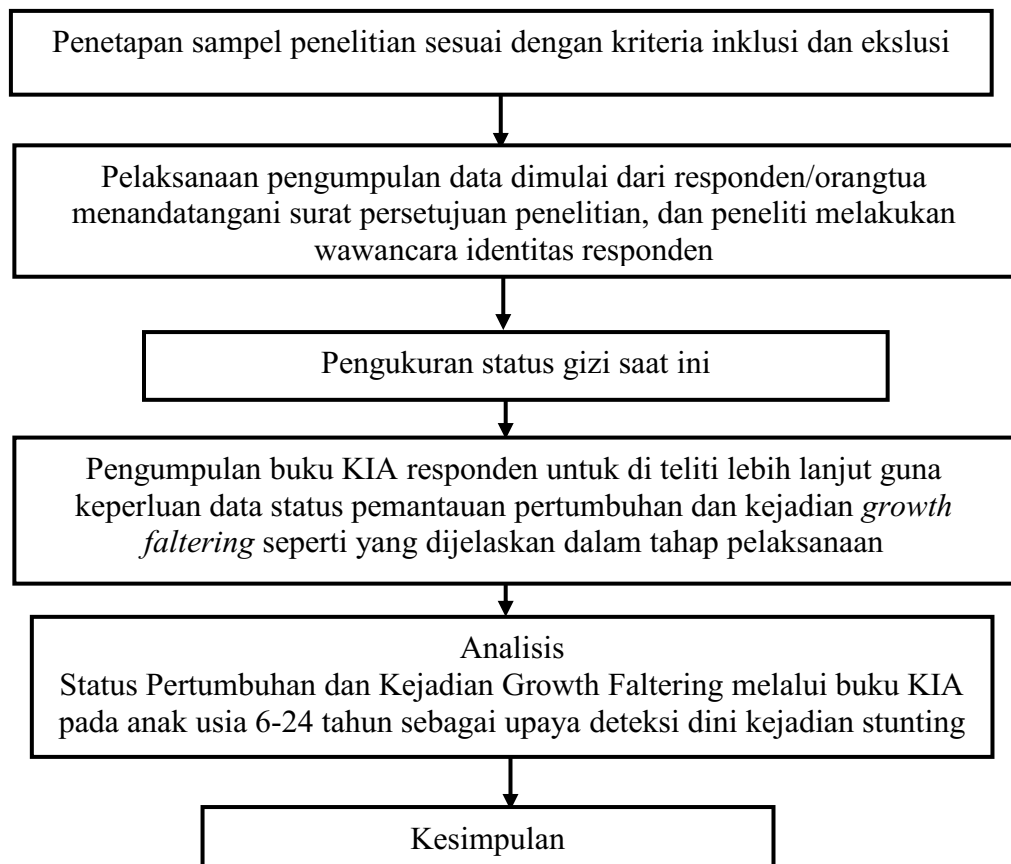 Penetapan sampel penelitian sesuai dengan kriteria inklusi dan ekslusi
Pelaksanaan pengumpulan data dimulai dari responden/orangtua
menandatangani surat persetujuan penelitian, dan peneliti melakukan
wawancara identitas responden
Pengukuran status gizi saat ini
Pengumpulan buku KIA responden untuk di teliti lebih lanjut guna
keperluan data status pemantauan pertumbuhan dan kejadian growth
faltering seperti yang dijelaskan dalam tahap pelaksanaan
Analisis
Status Pertumbuhan dan Kejadian Growth Faltering melalui buku KIA
pada anak usia 6-24 tahun sebagai upaya deteksi dini kejadian stunting
Kesimpulan